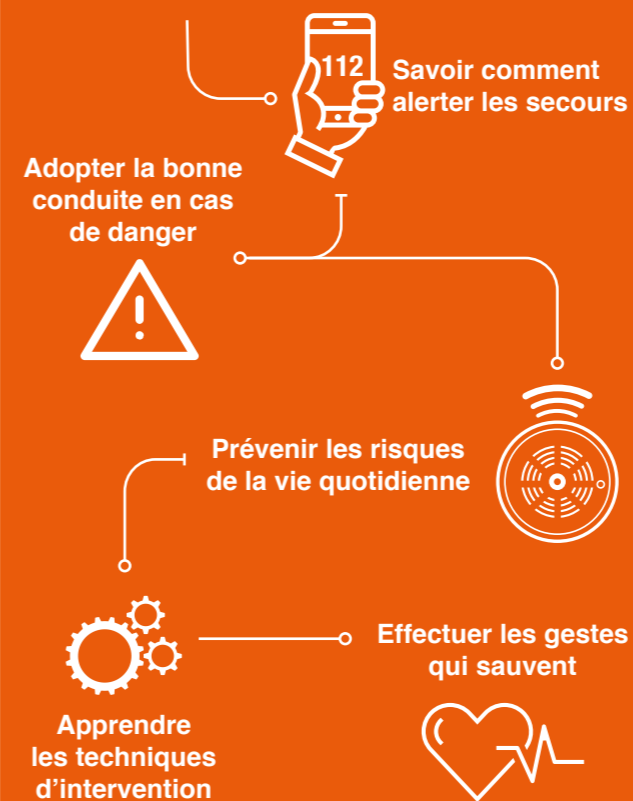 112
Savoir comment
alerter les secours
Adopter la bonne
conduite en cas
de danger
Prévenir les risques
de la vie quotidienne
Effectuer les gestes
qui sauvent
Apprendre
les techniques
d’intervention